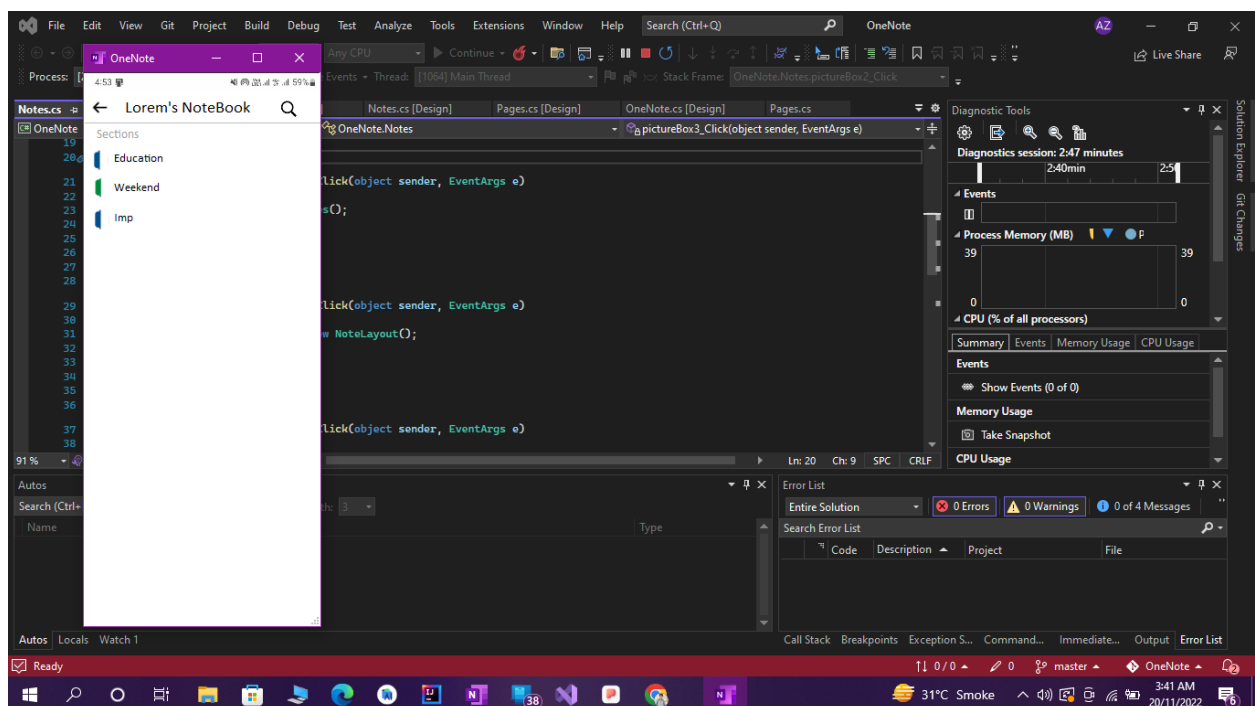 File Edit View Git Project Build Debug Test Analyze Tools Extensions Window Help Search (Ctrl+Q) OneNote AZ
Any CPU Continue Live Share
Process: Events Thread: [1064] Main Thread Stack Frame: OneNote.Notes.pictureBox2_Click
OneNote
4:53 59%
Lorem's NoteBook
Sections
Education
Weekend
Imp
Notes.cs Notes.cs [Design] Pages.cs [Design] OneNote.cs [Design] Pages.cs
OneNote OneNote.Notes pictureBox3_Click(object sender, EventArgs e)
19
20
21 lick(object sender, EventArgs e)
22
23 s();
24
25
26
27
28
29 lick(object sender, EventArgs e)
30
31 w NoteLayout();
32
33
34
35
36
37 lick(object sender, EventArgs e)
38
91 % Ln: 20 Ch: 9 SPC CRLF
Diagnostic Tools
Diagnostics session: 2:47 minutes
2:40min 2:5
Events
Process Memory (MB) P
39 39
0 0
CPU (% of all processors)
Summary Events Memory Usage CPU Usage
Events
Show Events (0 of 0)
Memory Usage
Take Snapshot
CPU Usage
Solution Explorer
Git Changes
Autos
Search (Ctrl+ th: 3
Name Type
Autos Locals Watch 1
Error List
Entire Solution 0 Errors 0 Warnings 0 of 4 Messages
Search Error List
Code Description Project File
Call Stack Breakpoints Exception S... Command... Immediate... Output Error List
Ready 0 / 0 0 master OneNote 2
38 31°C Smoke 3:41 AM
20/11/2022 6